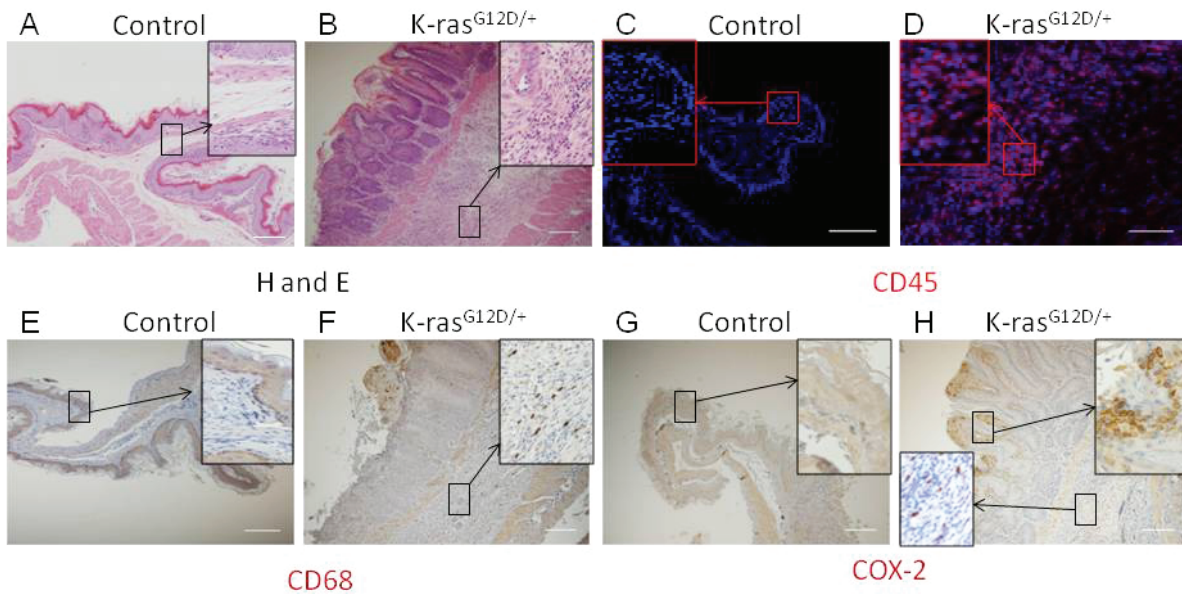 A Control B K-ras^G12D/+ C Control D K-ras^G12D/+
H and E CD45
E Control F K-ras^G12D/+ G Control H K-ras^G12D/+
CD68 COX-2